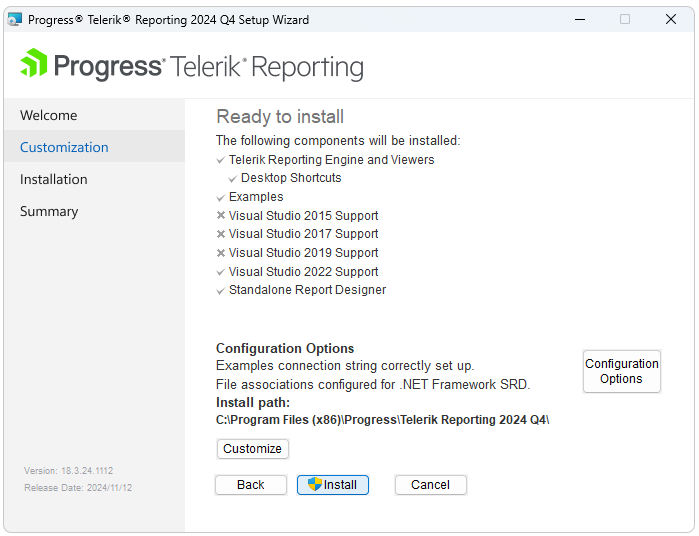 Progress® Telerik® Reporting 2024 Q4 Setup Wizard
Progress® Telerik® Reporting
Welcome
Customization
Installation
Summary
Ready to install
The following components will be installed:
Telerik Reporting Engine and Viewers
Desktop Shortcuts
Examples
Visual Studio 2015 Support
Visual Studio 2017 Support
Visual Studio 2019 Support
Visual Studio 2022 Support
Standalone Report Designer
Configuration Options
Examples connection string correctly set up.
File associations configured for .NET Framework SRD.
Configuration
Options
Install path:
C:\Program Files (x86)\Progress\Telerik Reporting 2024 Q4\
Customize
Version: 18.3.24.1112
Release Date: 2024/11/12
Back
Install
Cancel